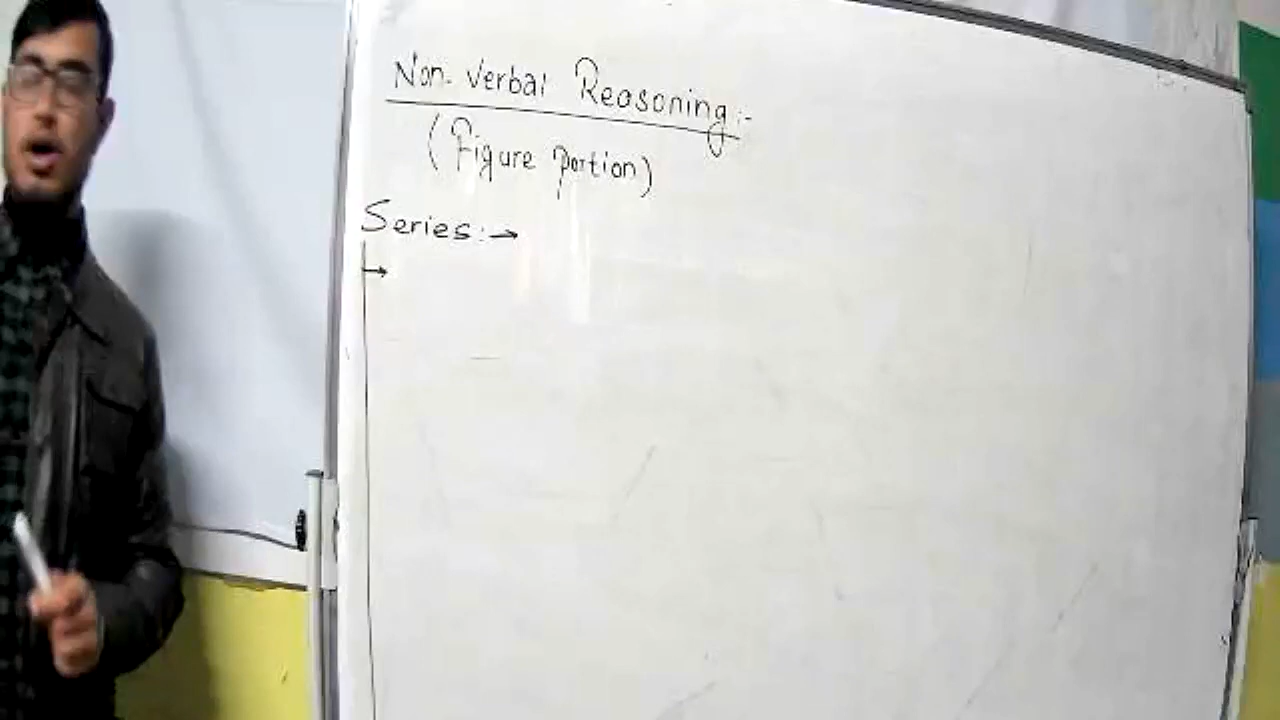 Non-Verbal Reasoning:-
(Figure portion)
Series:→
→